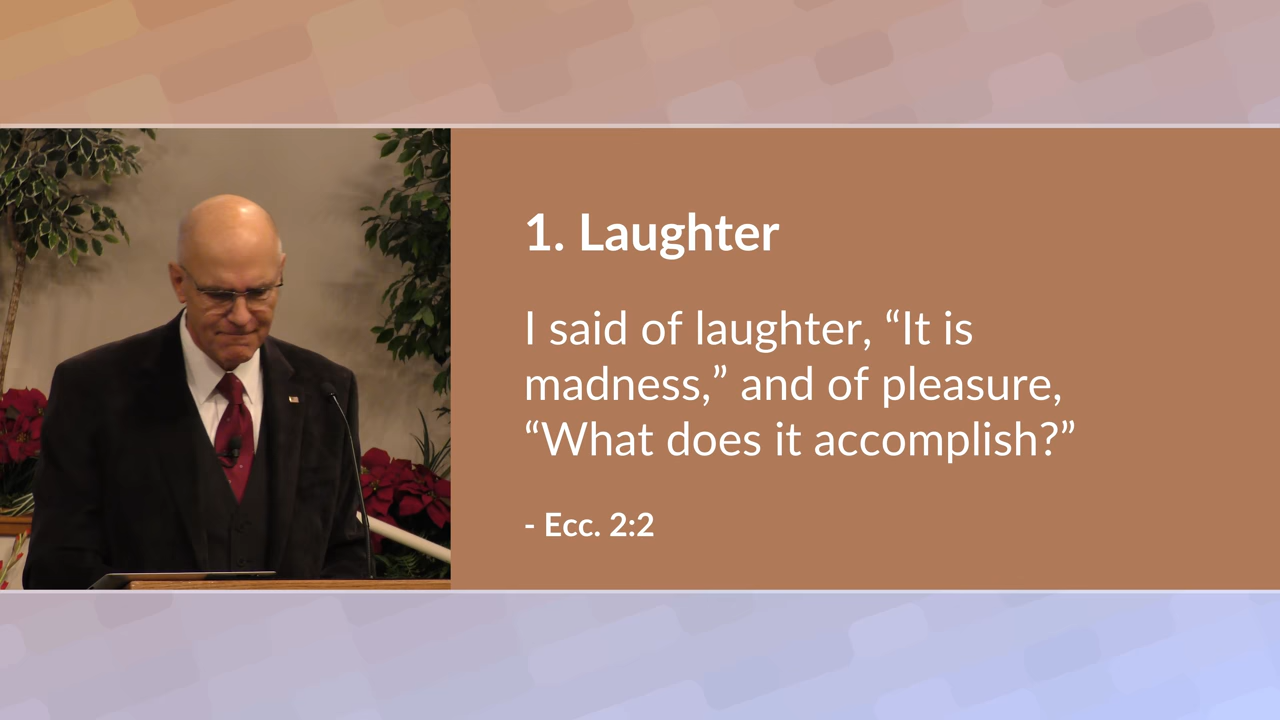 1. Laughter
I said of laughter, “It is
madness,” and of pleasure,
“What does it accomplish?”
- Ecc. 2:2